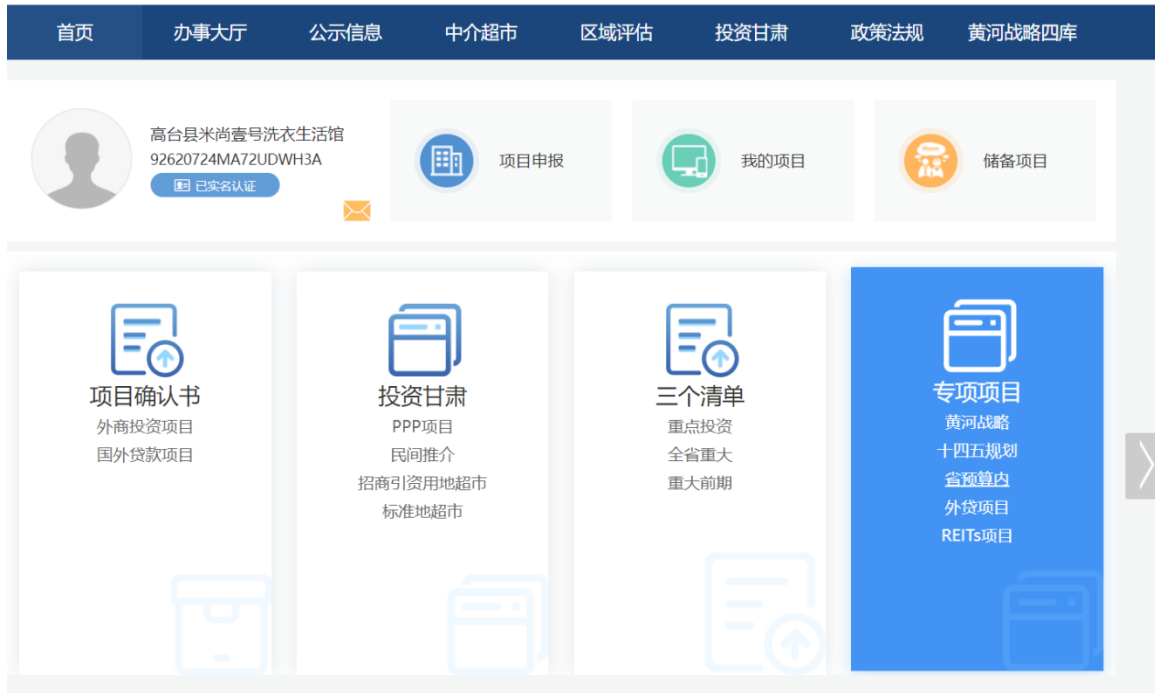 首页 办事大厅 公示信息 中介超市 区域评估 投资甘肃 政策法规 黄河战略四库
高台县米尚壹号洗衣生活馆
92620724MA72UDWH3A
已实名认证
项目申报
我的项目
储备项目
项目确认书
外商投资项目
国外贷款项目
投资甘肃
PPP项目
民间推介
招商引资用地超市
标准地超市
三个清单
重点投资
全省重大
重大前期
专项项目
黄河战略
十四五规划
省预算内
外贷项目
REITs项目